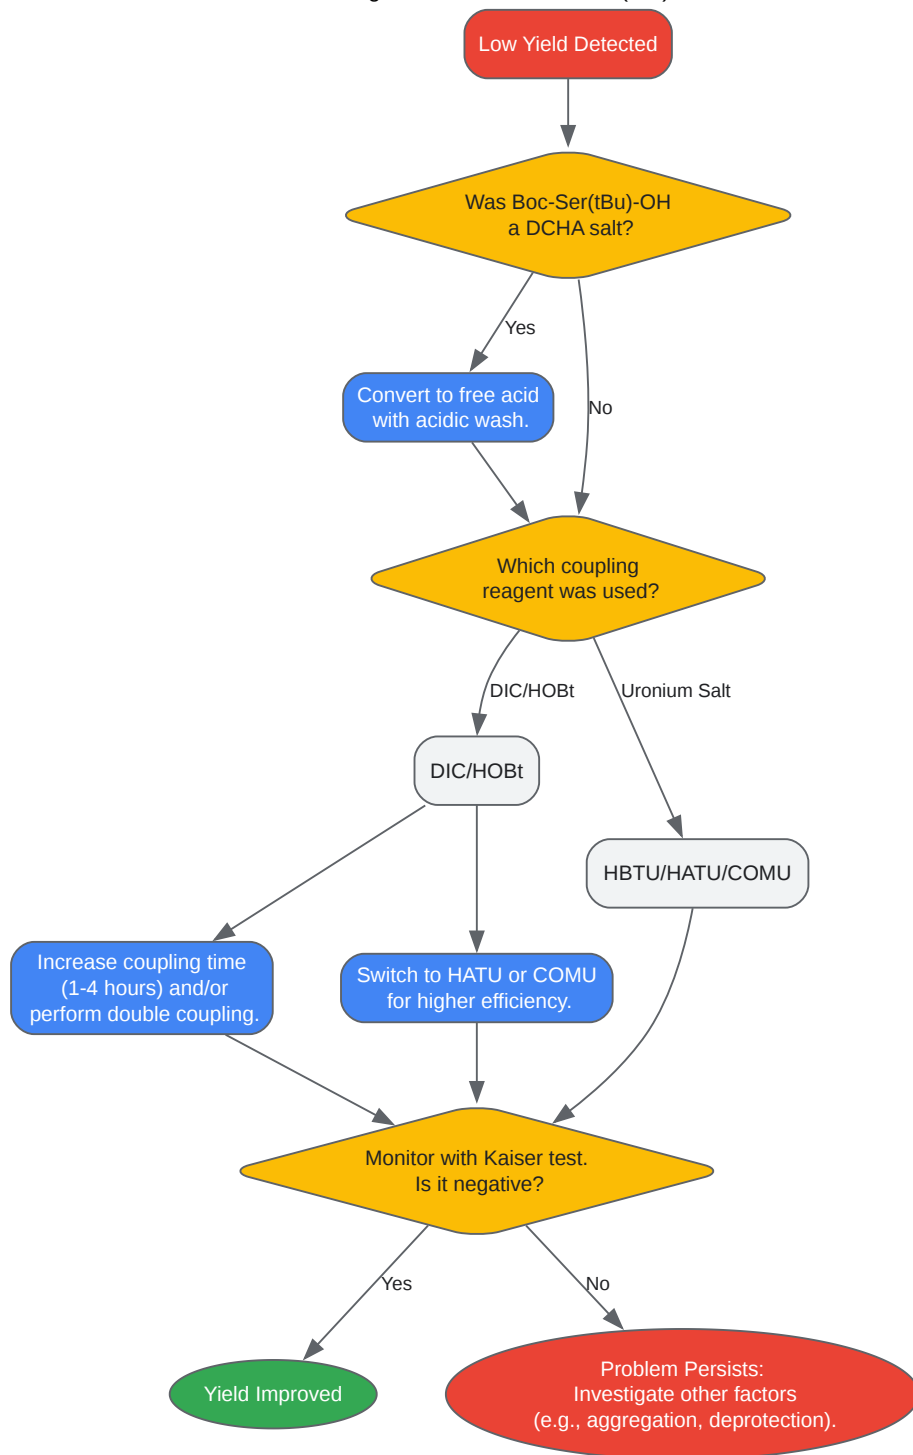 Low Yield Detected
Was Boc-Ser(tBu)-OH
a DCHA salt?
Yes
Convert to free acid
with acidic wash.
No
Which coupling
reagent was used?
DIC/HOBt
Uronium Salt
DIC/HOBt
HBTU/HATU/COMU
Increase coupling time
(1-4 hours) and/or
perform double coupling.
Switch to HATU or COMU
for higher efficiency.
Monitor with Kaiser test.
Is it negative?
Yes
No
Yield Improved
Problem Persists:
Investigate other factors
(e.g., aggregation, deprotection).